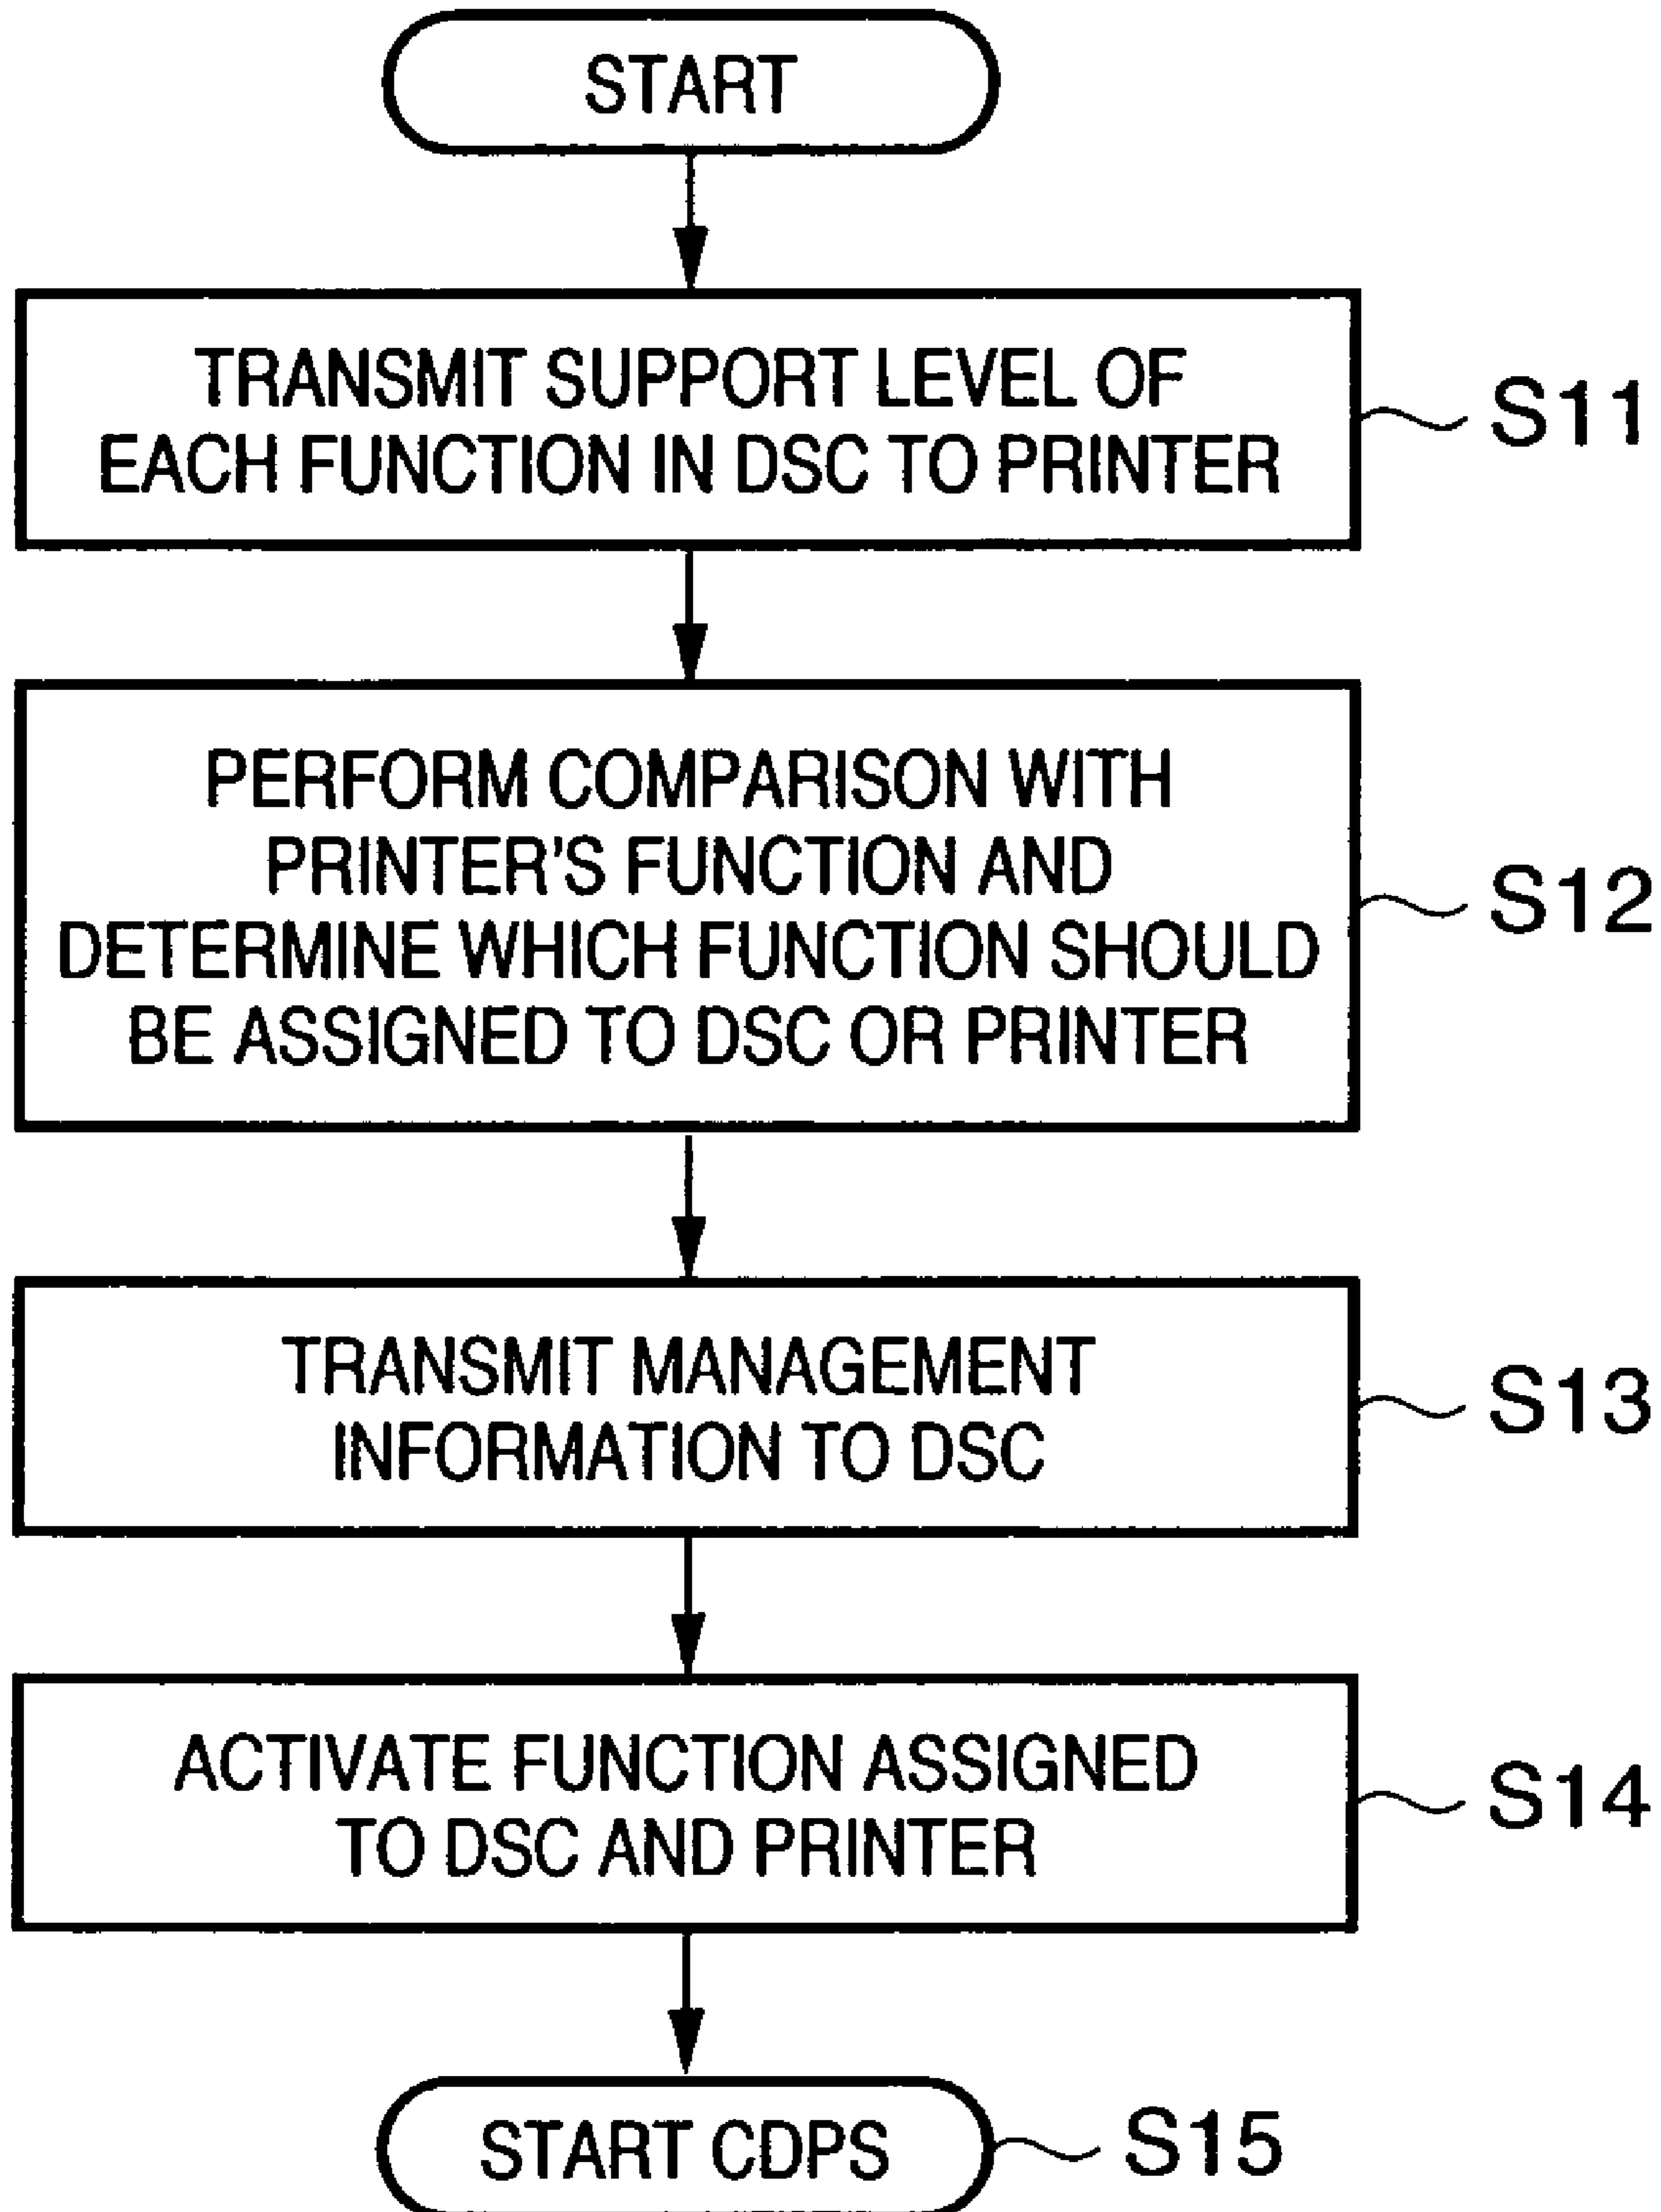 START
TRANSMIT SUPPORT LEVEL OF
EACH FUNCTION IN DSC TO PRINTER
S11
PERFORM COMPARISON WITH
PRINTER'S FUNCTION AND
DETERMINE WHICH FUNCTION SHOULD
BE ASSIGNED TO DSC OR PRINTER
S12
TRANSMIT MANAGEMENT
INFORMATION TO DSC
S13
ACTIVATE FUNCTION ASSIGNED
TO DSC AND PRINTER
S14
START CDPS
S15